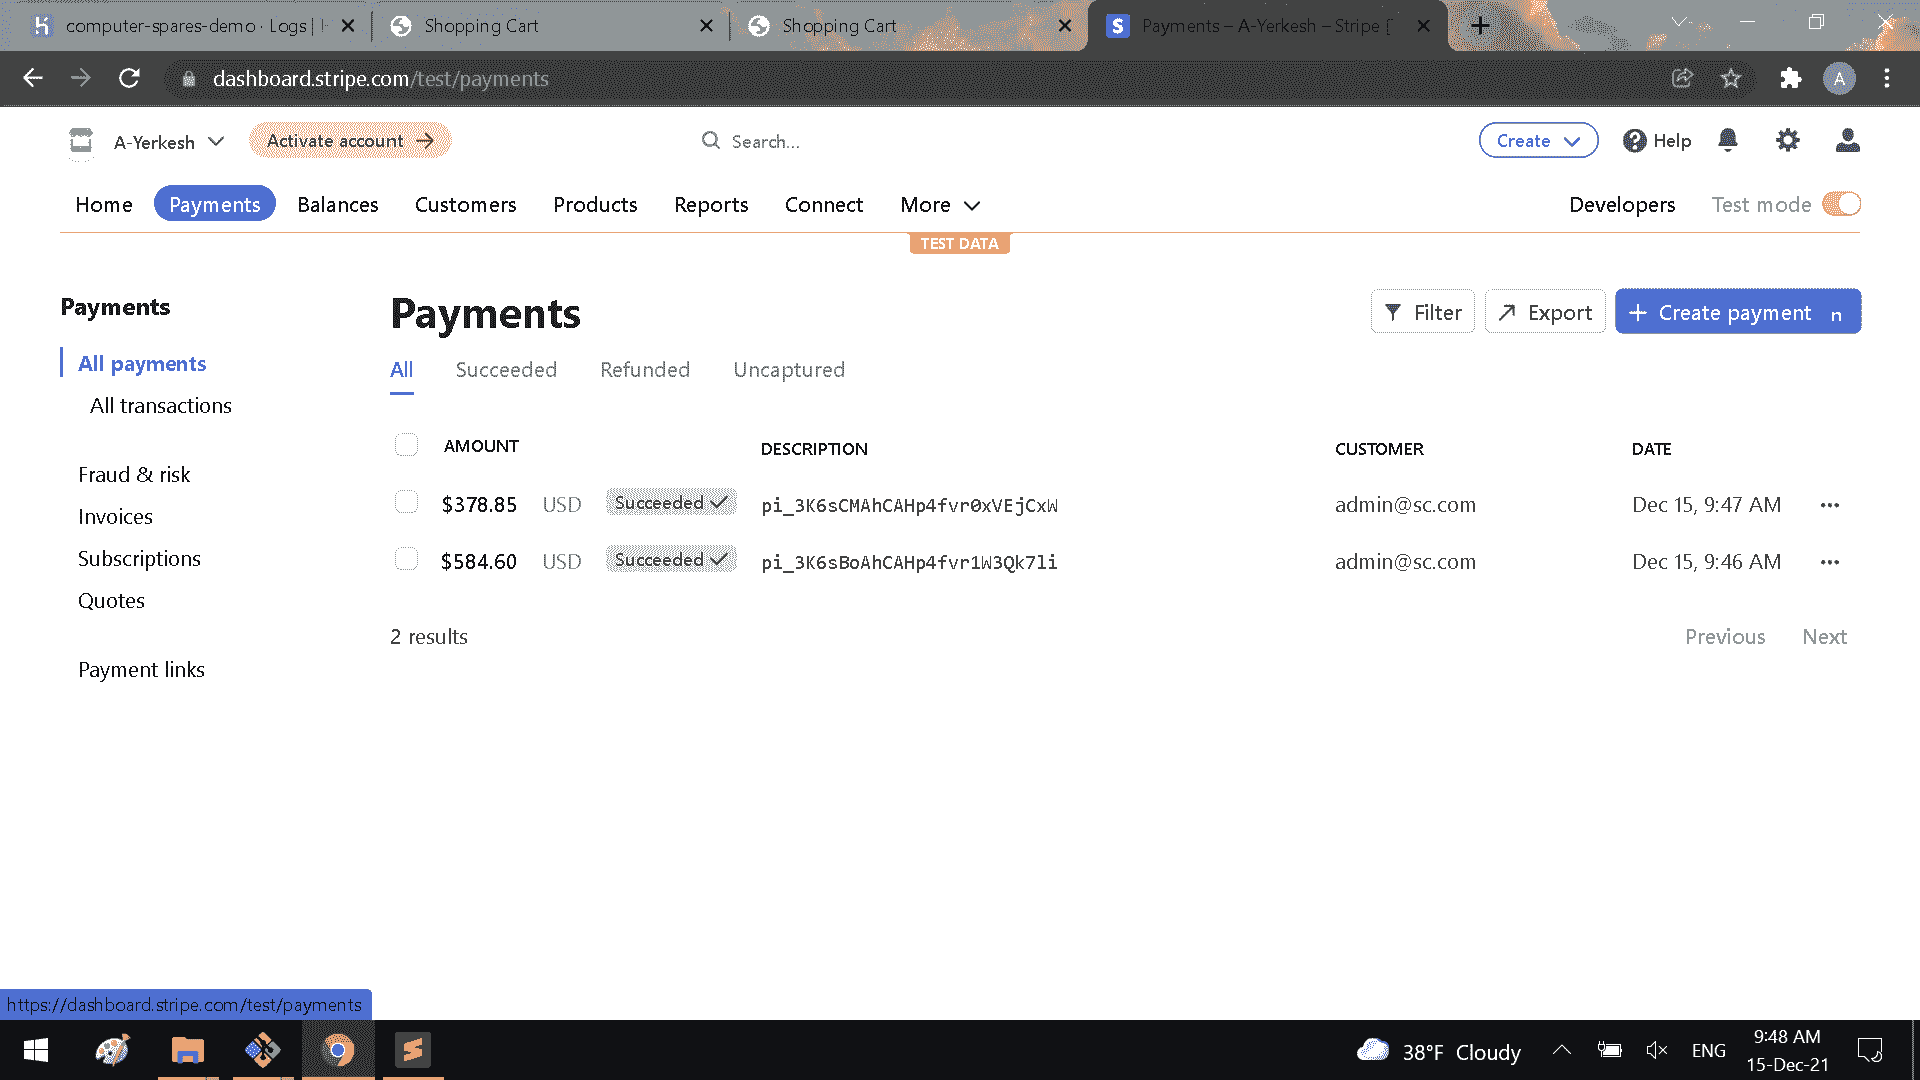 computer-spares-demo · Logs | H
Shopping Cart
Shopping Cart
Payments – A-Yerkesh – Stripe [
dashboard.stripe.com/test/payments
A
A-Yerkesh
Activate account →
Search...
Create
Help
Home
Payments
Balances
Customers
Products
Reports
Connect
More
Developers
Test mode
TEST DATA
Payments
All payments
All transactions
Fraud & risk
Invoices
Subscriptions
Quotes
Payment links
Payments
Filter
Export
+ Create payment n
All
Succeeded
Refunded
Uncaptured
AMOUNT DESCRIPTION CUSTOMER DATE
$378.85 USD Succeeded ✓ pi_3K6sCMAhCAHp4fvr0xVEjCxW admin@sc.com Dec 15, 9:47 AM ...
$584.60 USD Succeeded ✓ pi_3K6sBoAhCAHp4fvr1W3Qk7li admin@sc.com Dec 15, 9:46 AM ...
2 results
Previous
Next
https://dashboard.stripe.com/test/payments
38°F Cloudy
ENG
9:48 AM
15-Dec-21